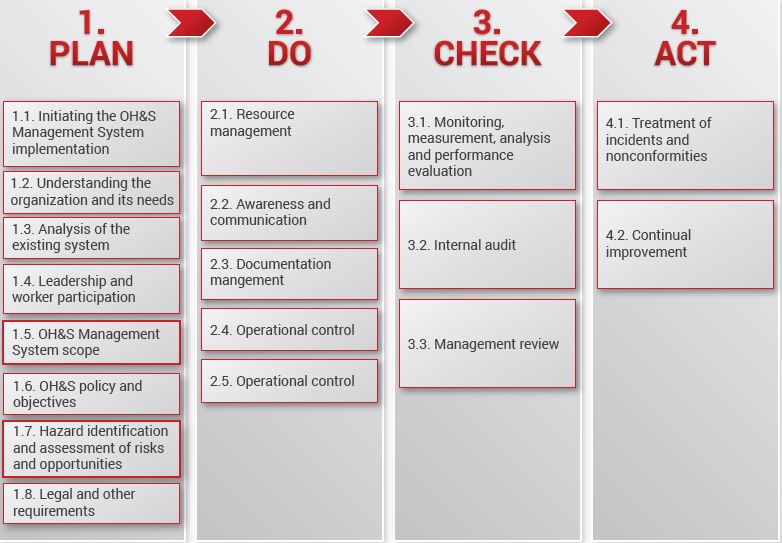 1.
PLAN
1.1. Initiating the OH&S
Management System
implementation
1.2. Understanding the
organization and its needs
1.3. Analysis of the
existing system
1.4. Leadership and
worker participation
1.5. OH&S Management
System scope
1.6. OH&S policy and
objectives
1.7. Hazard identification
and assessment of risks
and opportunities
1.8. Legal and other
requirements
2.
DO
2.1. Resource
management
2.2. Awareness and
communication
2.3. Documentation
mangement
2.4. Operational control
2.5. Operational control
3.
CHECK
3.1. Monitoring,
measurement, analysis
and performance
evaluation
3.2. Internal audit
3.3. Management review
4.
ACT
4.1. Treatment of
incidents and
nonconformities
4.2. Continual
improvement